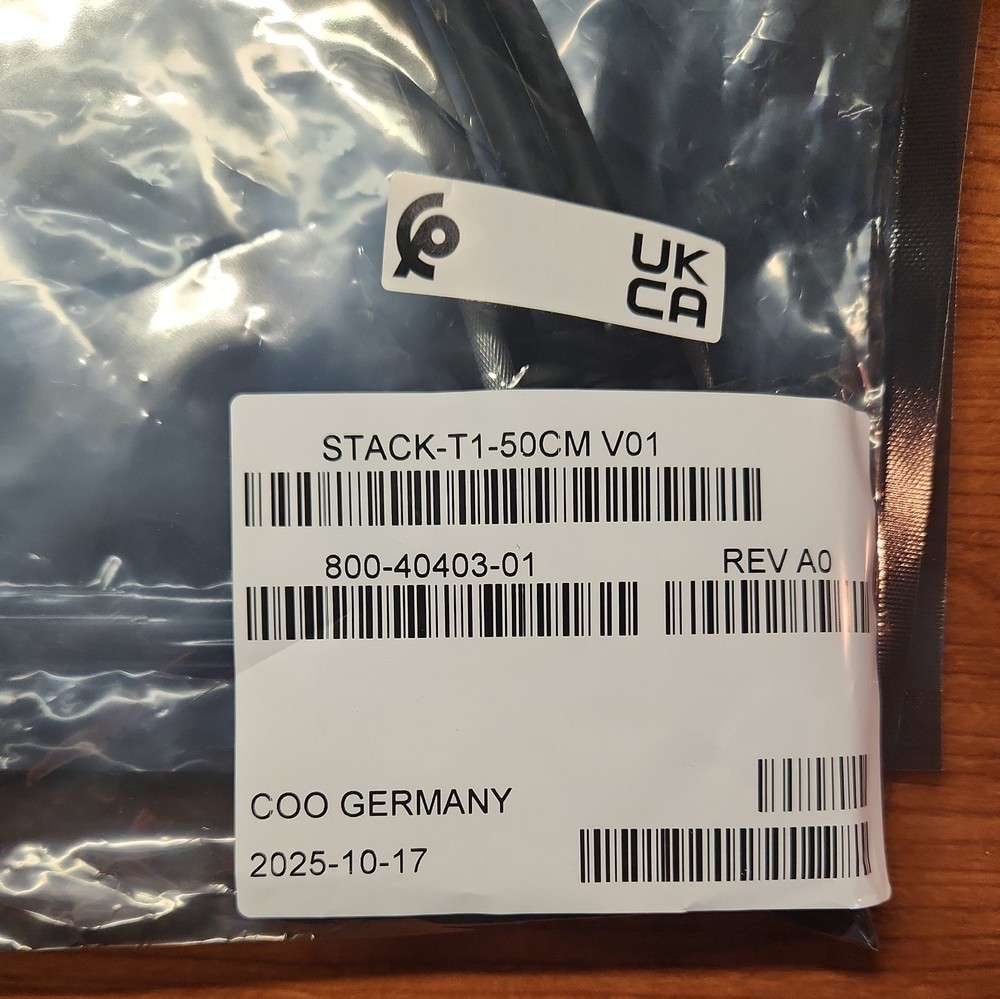 UK
CA
STACK-T1-50CM V01
800-40403-01 REV A0
COO GERMANY
2025-10-17